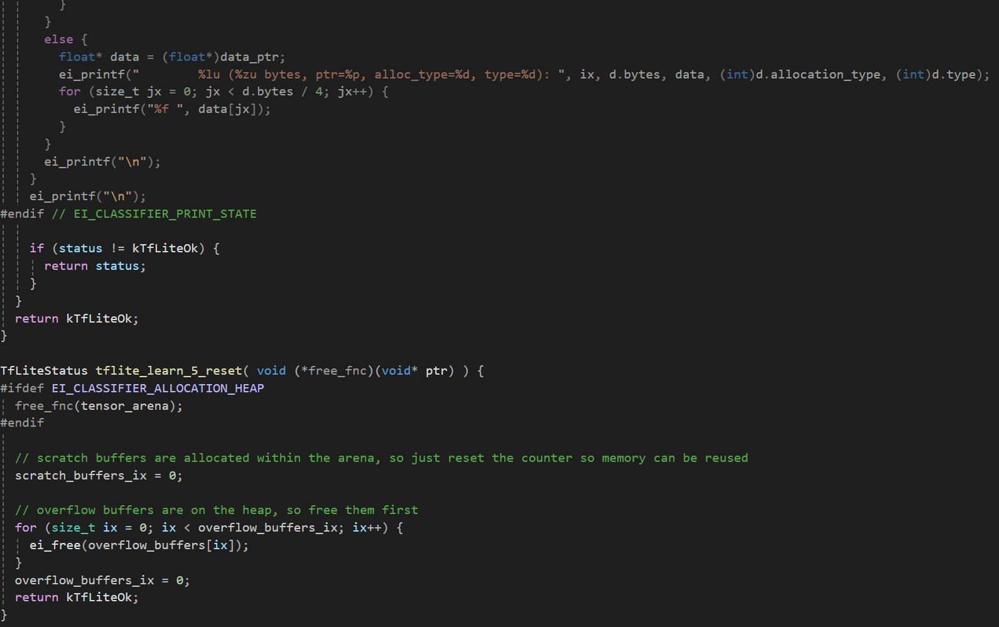 }
      }
      else {
        float* data = (float*)data_ptr;
        ei_printf("        %lu (%zu bytes, ptr=%p, alloc_type=%d, type=%d): ", ix, d.bytes, data, (int)d.allocation_type, (int)d.type);
        for (size_t jx = 0; jx < d.bytes / 4; jx++) {
          ei_printf("%f ", data[jx]);
        }
      }
      ei_printf("\n");
    }
    ei_printf("\n");
#endif // EI_CLASSIFIER_PRINT_STATE

    if (status != kTfLiteOk) {
      return status;
    }
  }
  return kTfLiteOk;
}

TfLiteStatus tflite_learn_5_reset( void (*free_fnc)(void* ptr) ) {
#ifdef EI_CLASSIFIER_ALLOCATION_HEAP
  free_fnc(tensor_arena);
#endif

  // scratch buffers are allocated within the arena, so just reset the counter so memory can be reused
  scratch_buffers_ix = 0;

  // overflow buffers are on the heap, so free them first
  for (size_t ix = 0; ix < overflow_buffers_ix; ix++) {
    ei_free(overflow_buffers[ix]);
  }
  overflow_buffers_ix = 0;
  return kTfLiteOk;
}